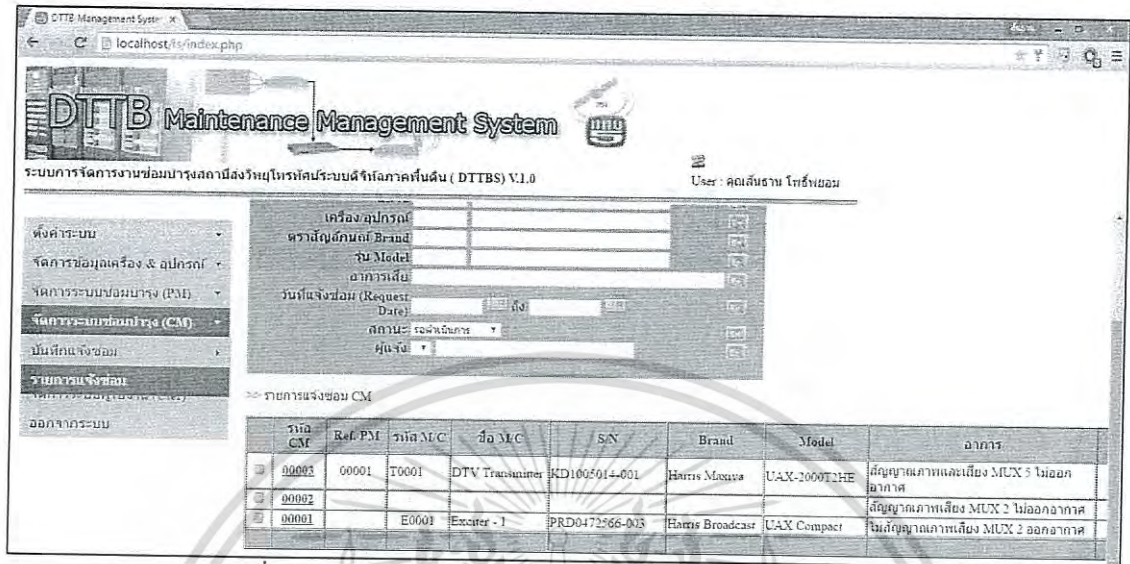 DTTB Management Syste
localhost/fs/index.php
DTTB Maintenance Management System
ระบบการจัดการงานซ่อมบำรุงสถานีส่งวิทยุโทรทัศน์ระบบดิจิทัลภาคพื้นดิน ( DTTBS) V.1.0
User : คุณสันธาน โพธิ์พยอม
ตั้งค่าระบบ
จัดการข้อมูลเครื่อง & อุปกรณ์
จัดการระบบซ่อมบำรุง (PM)
จัดการระบบซ่อมบำรุง (CM)
บันทึกแจ้งซ่อม
รายการแจ้งซ่อม
ออกจากระบบ
เครื่อง/อุปกรณ์
ตราสัญลักษณ์ Brand
รุ่น Model
อาการเสีย
วันที่แจ้งซ่อม (Request Date) ถึง
สถานะ รอดำเนินการ
ผู้แจ้ง
>> รายการแจ้งซ่อม CM
รหัส CM Ref. PM รหัส M/C ชื่อ M/C S/N Brand Model อาการ
00003 00001 T0001 DTV Transmitter KD1005014-001 Harris Maxiva UAX-2000T2HE สัญญาณภาพและเสียง MUX 5 ไม่ออกอากาศ
00002 สัญญาณภาพเสียง MUX 2 ไม่ออกอากาศ
00001 E0001 Exciter - 1 PRD0472566-003 Harris Broadcast UAX Compact ไม่สัญญาณภาพเสียง MUX 2 ออกอากาศ